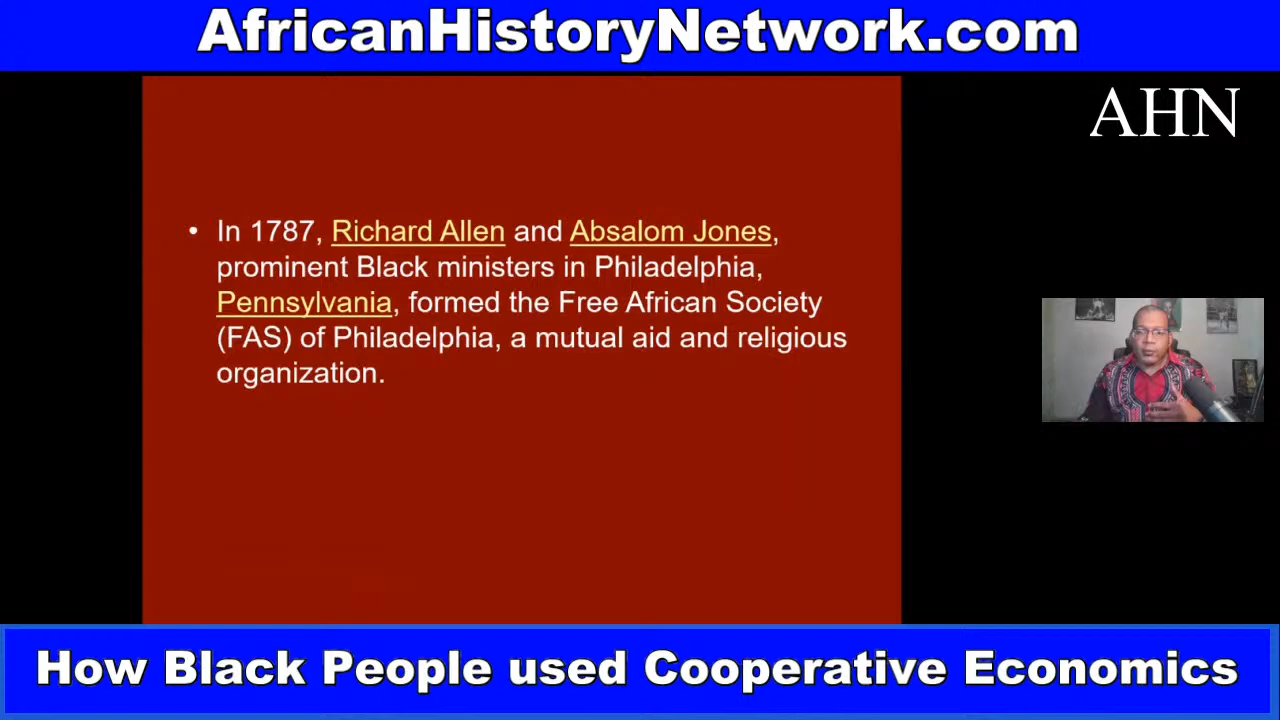 AfricanHistoryNetwork.com
AHN
• In 1787, Richard Allen and Absalom Jones,
prominent Black ministers in Philadelphia,
Pennsylvania, formed the Free African Society
(FAS) of Philadelphia, a mutual aid and religious
organization.
How Black People used Cooperative Economics